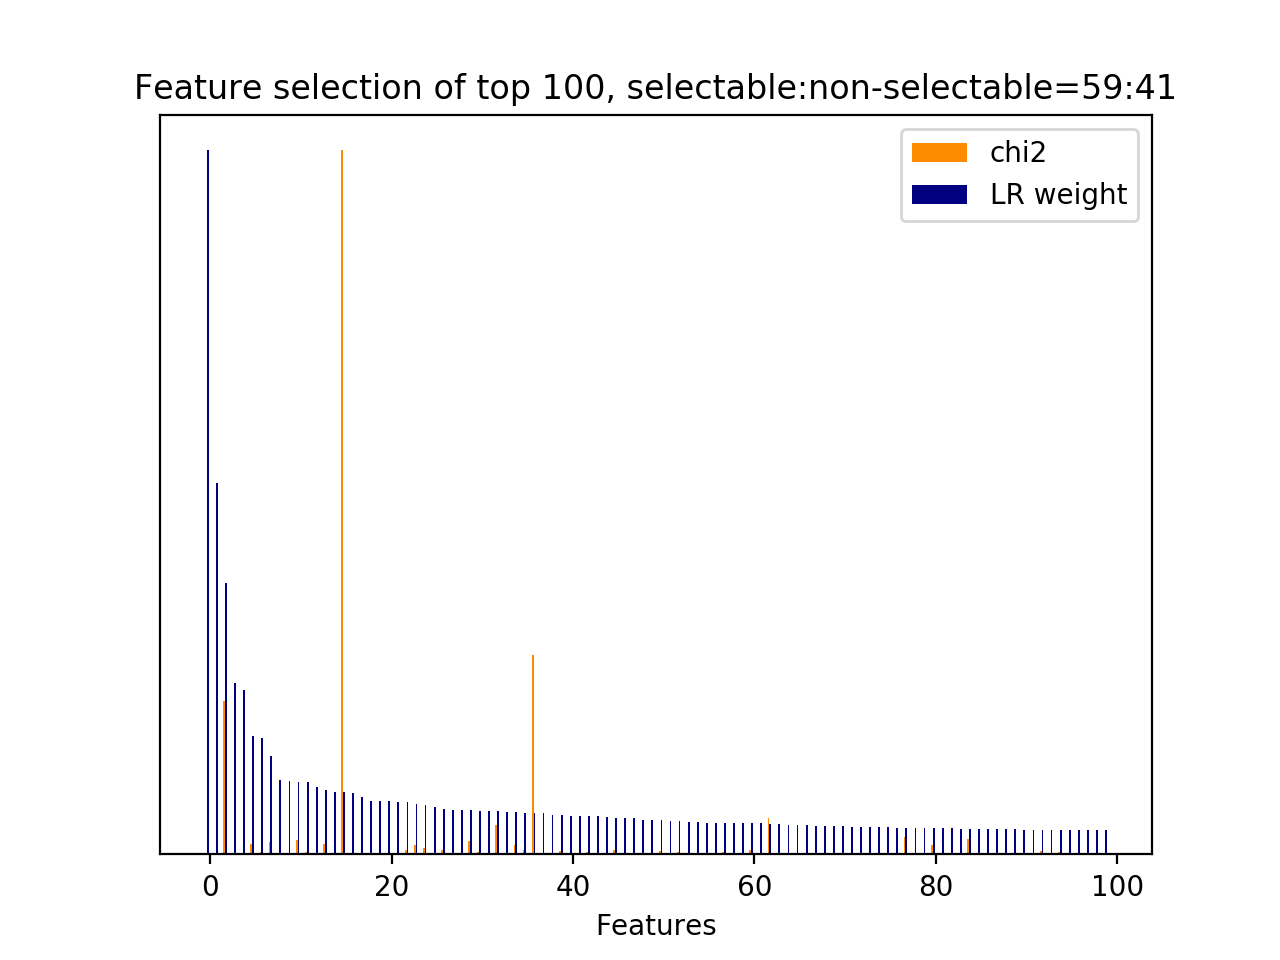 Feature selection of top 100, selectable:non-selectable=59:41
chi2
LR weight
0 20 40 60 80 100
Features